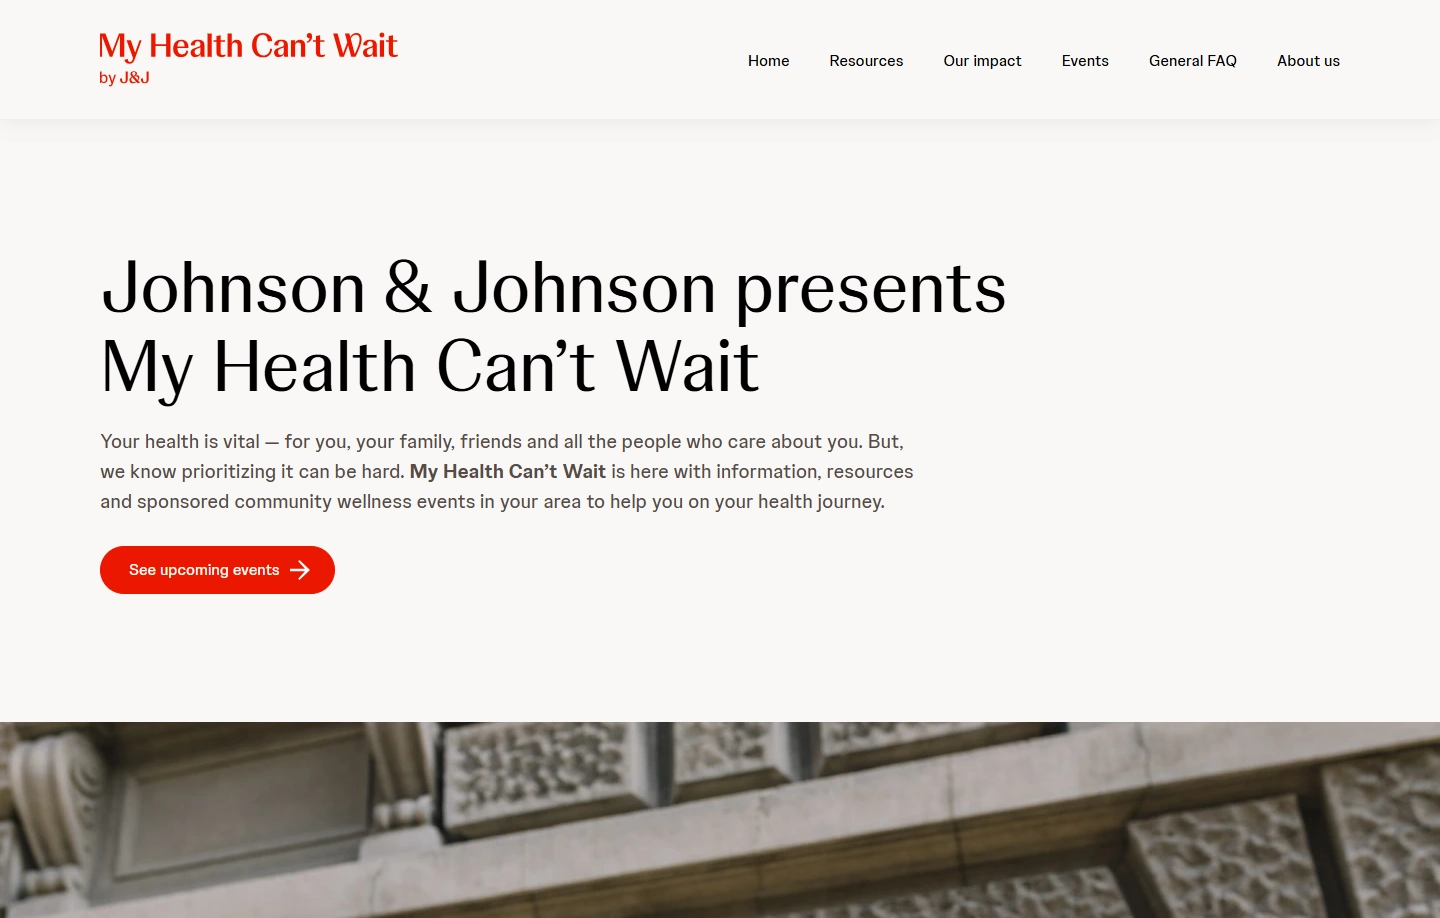 My Health Can’t Wait
by J&J
Home
Resources
Our impact
Events
General FAQ
About us
Johnson & Johnson presents
My Health Can’t Wait
Your health is vital — for you, your family, friends and all the people who care about you. But,
we know prioritizing it can be hard. My Health Can’t Wait is here with information, resources
and sponsored community wellness events in your area to help you on your health journey.
See upcoming events